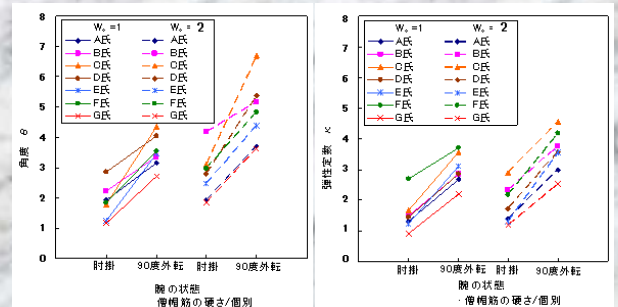 8
7
6
5
4
3
2
1
0
角度 θ
W。=1 W。= 2
A氏 A氏
B氏 B氏
C氏 C氏
D氏 D氏
E氏 E氏
F氏 F氏
G氏 G氏
肘掛 90度外転 肘掛 90度外転
腕の状態
僧帽筋の硬さ/個別
8
7
6
5
4
3
2
1
0
弾性定数 κ
W。=1 W。= 2
A氏 A氏
B氏 B氏
C氏 C氏
D氏 D氏
E氏 E氏
F氏 F氏
G氏 G氏
肘掛 90度外転 肘掛 90度外転
腕の状態
・僧帽筋の硬さ/個別